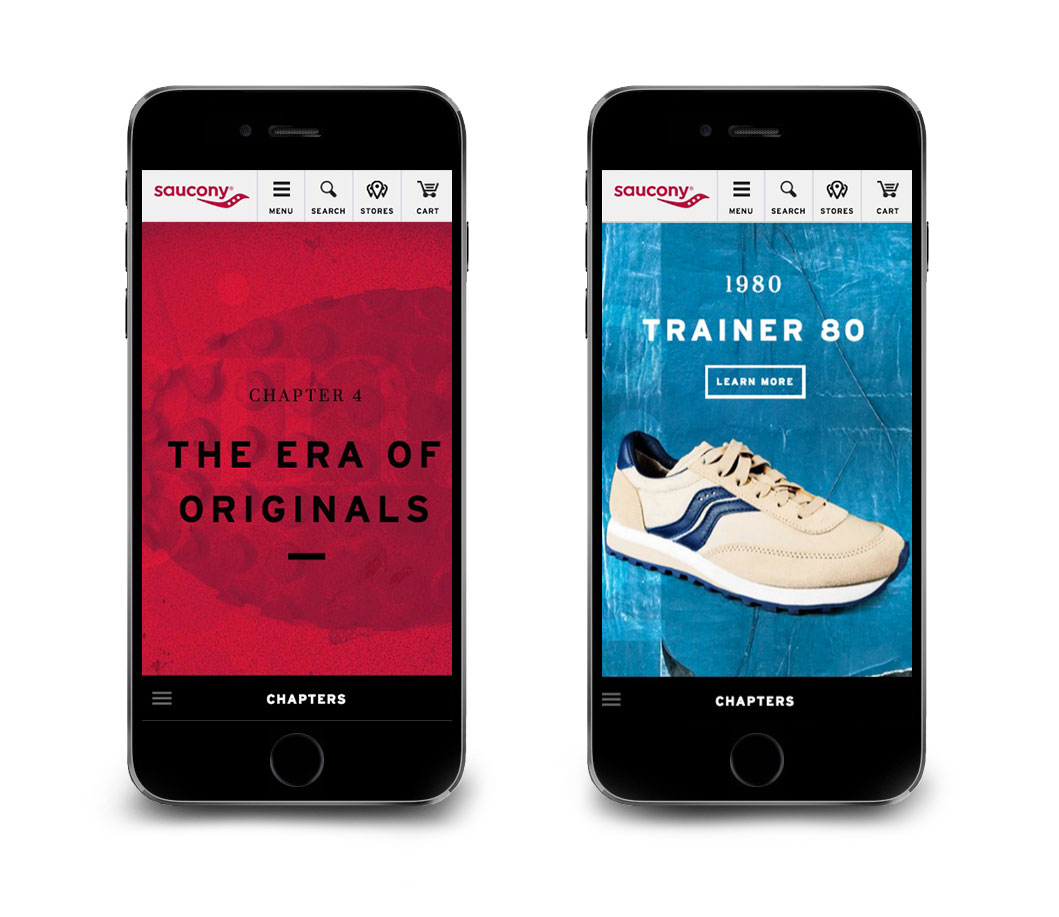 saucony®
MENU
SEARCH
STORES
CART
CHAPTER 4
THE ERA OF
ORIGINALS
CHAPTERS
saucony®
MENU
SEARCH
STORES
CART
1980
TRAINER 80
LEARN MORE
CHAPTERS